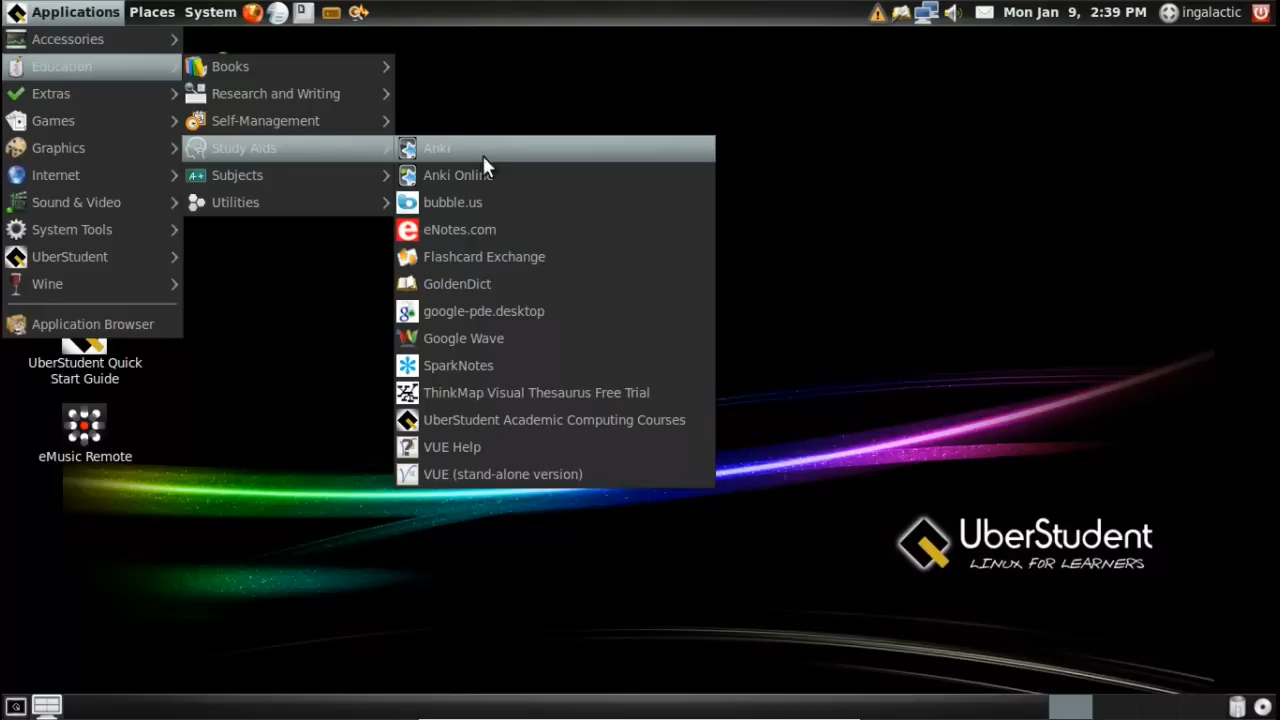 Applications Places System Mon Jan 9, 2:39 PM ingalactic
Accessories
Education
Extras
Games
Graphics
Internet
Sound & Video
System Tools
UberStudent
Wine
Application Browser
Books
Research and Writing
Self-Management
Study Aids
Subjects
Utilities
Anki
Anki Online
bubble.us
eNotes.com
Flashcard Exchange
GoldenDict
google-pde.desktop
Google Wave
SparkNotes
ThinkMap Visual Thesaurus Free Trial
UberStudent Academic Computing Courses
VUE Help
VUE (stand-alone version)
UberStudent Quick
Start Guide
eMusic Remote
UberStudent
LINUX FOR LEARNERS